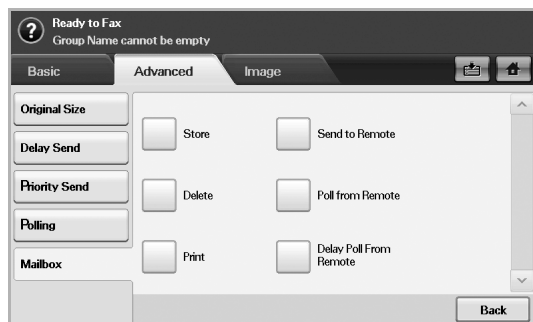 Ready to Fax
Group Name cannot be empty
Basic
Advanced
Image
Original Size
Delay Send
Priority Send
Polling
Mailbox
Store
Send to Remote
Delete
Poll from Remote
Print
Delay Poll From
Remote
Back